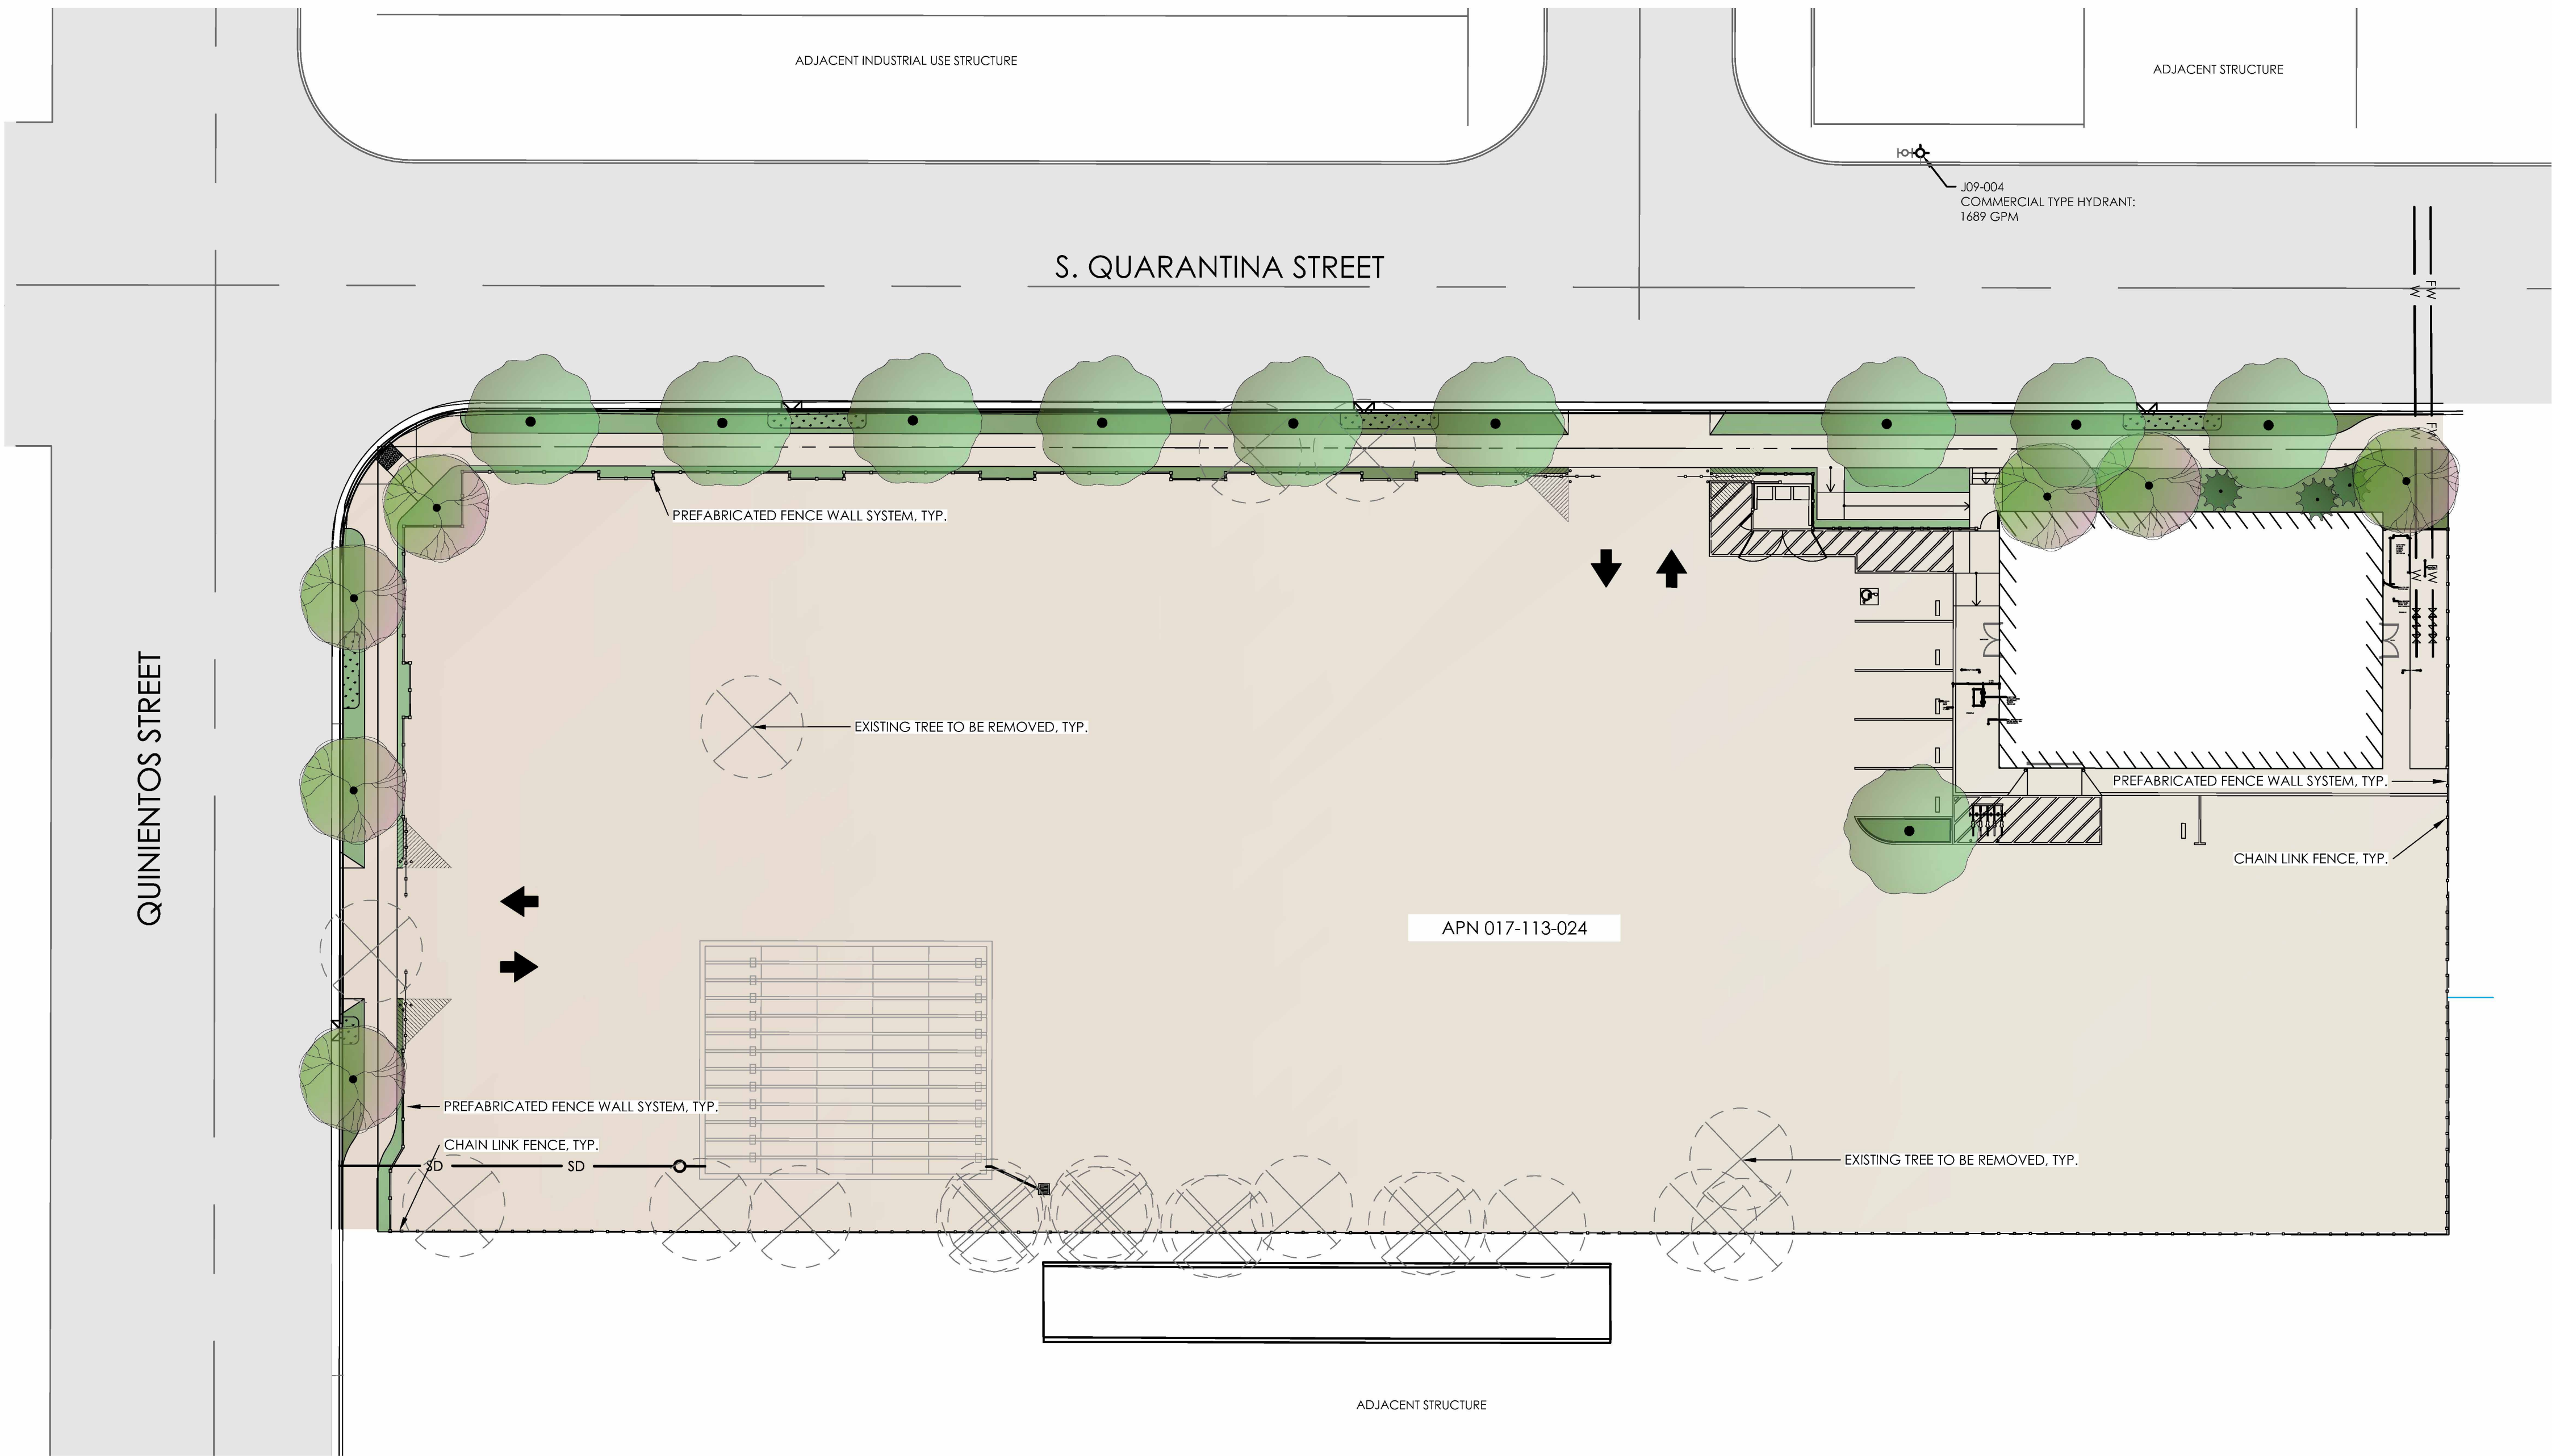 ADJACENT INDUSTRIAL USE STRUCTURE
ADJACENT STRUCTURE
J09-004
COMMERCIAL TYPE HYDRANT:
1689 GPM
S. QUARANTINA STREET
W
FW
W
FW
PREFABRICATED FENCE WALL SYSTEM, TYP.
W
FW
QUINIENTOS STREET
EXISTING TREE TO BE REMOVED, TYP.
PREFABRICATED FENCE WALL SYSTEM, TYP.
CHAIN LINK FENCE, TYP.
APN 017-113-024
PREFABRICATED FENCE WALL SYSTEM, TYP.
CHAIN LINK FENCE, TYP.
SD
SD
EXISTING TREE TO BE REMOVED, TYP.
ADJACENT STRUCTURE